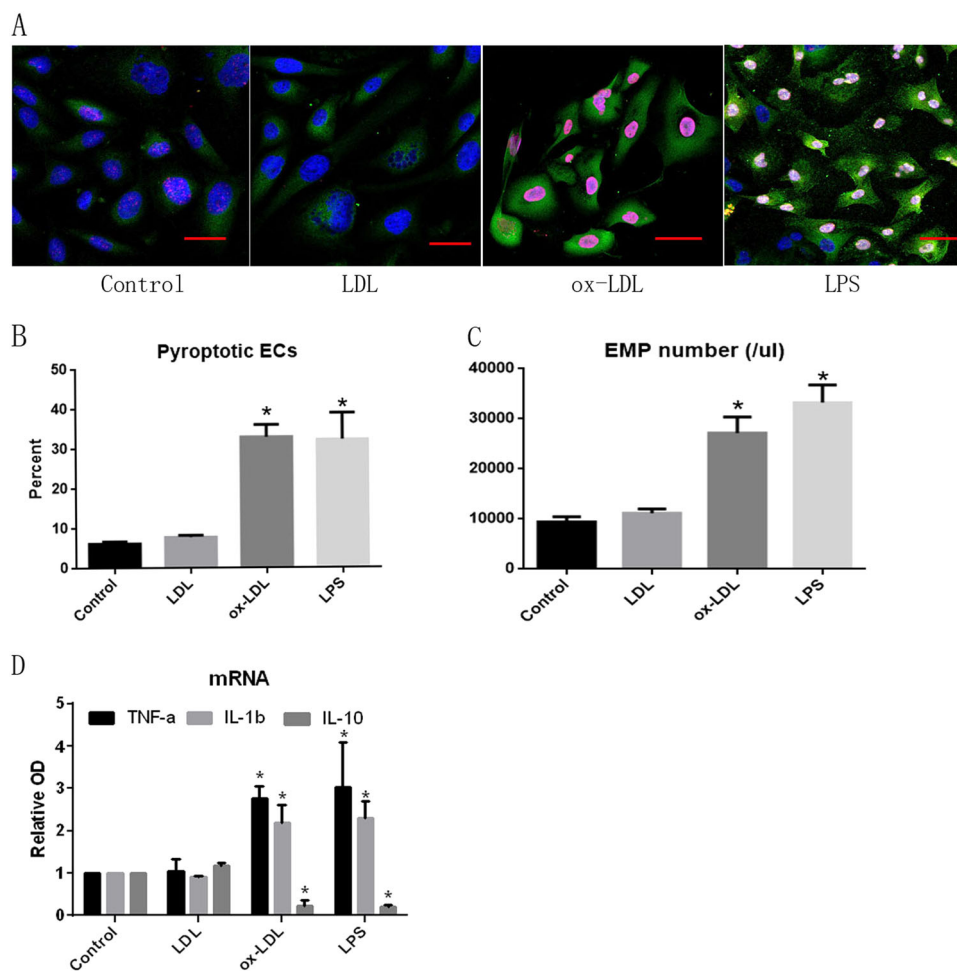 A
Control LDL ox-LDL LPS
B
Pyroptotic ECs
Percent
50
40
30
20
10
0
* *
Control LDL ox-LDL LPS
C
EMP number (/ul)
40000
30000
20000
10000
0
* *
Control LDL ox-LDL LPS
D
mRNA
TNF-a IL-1b IL-10
Relative OD
5
4
3
2
1
0
* * * * * *
Control LDL ox-LDL LPS